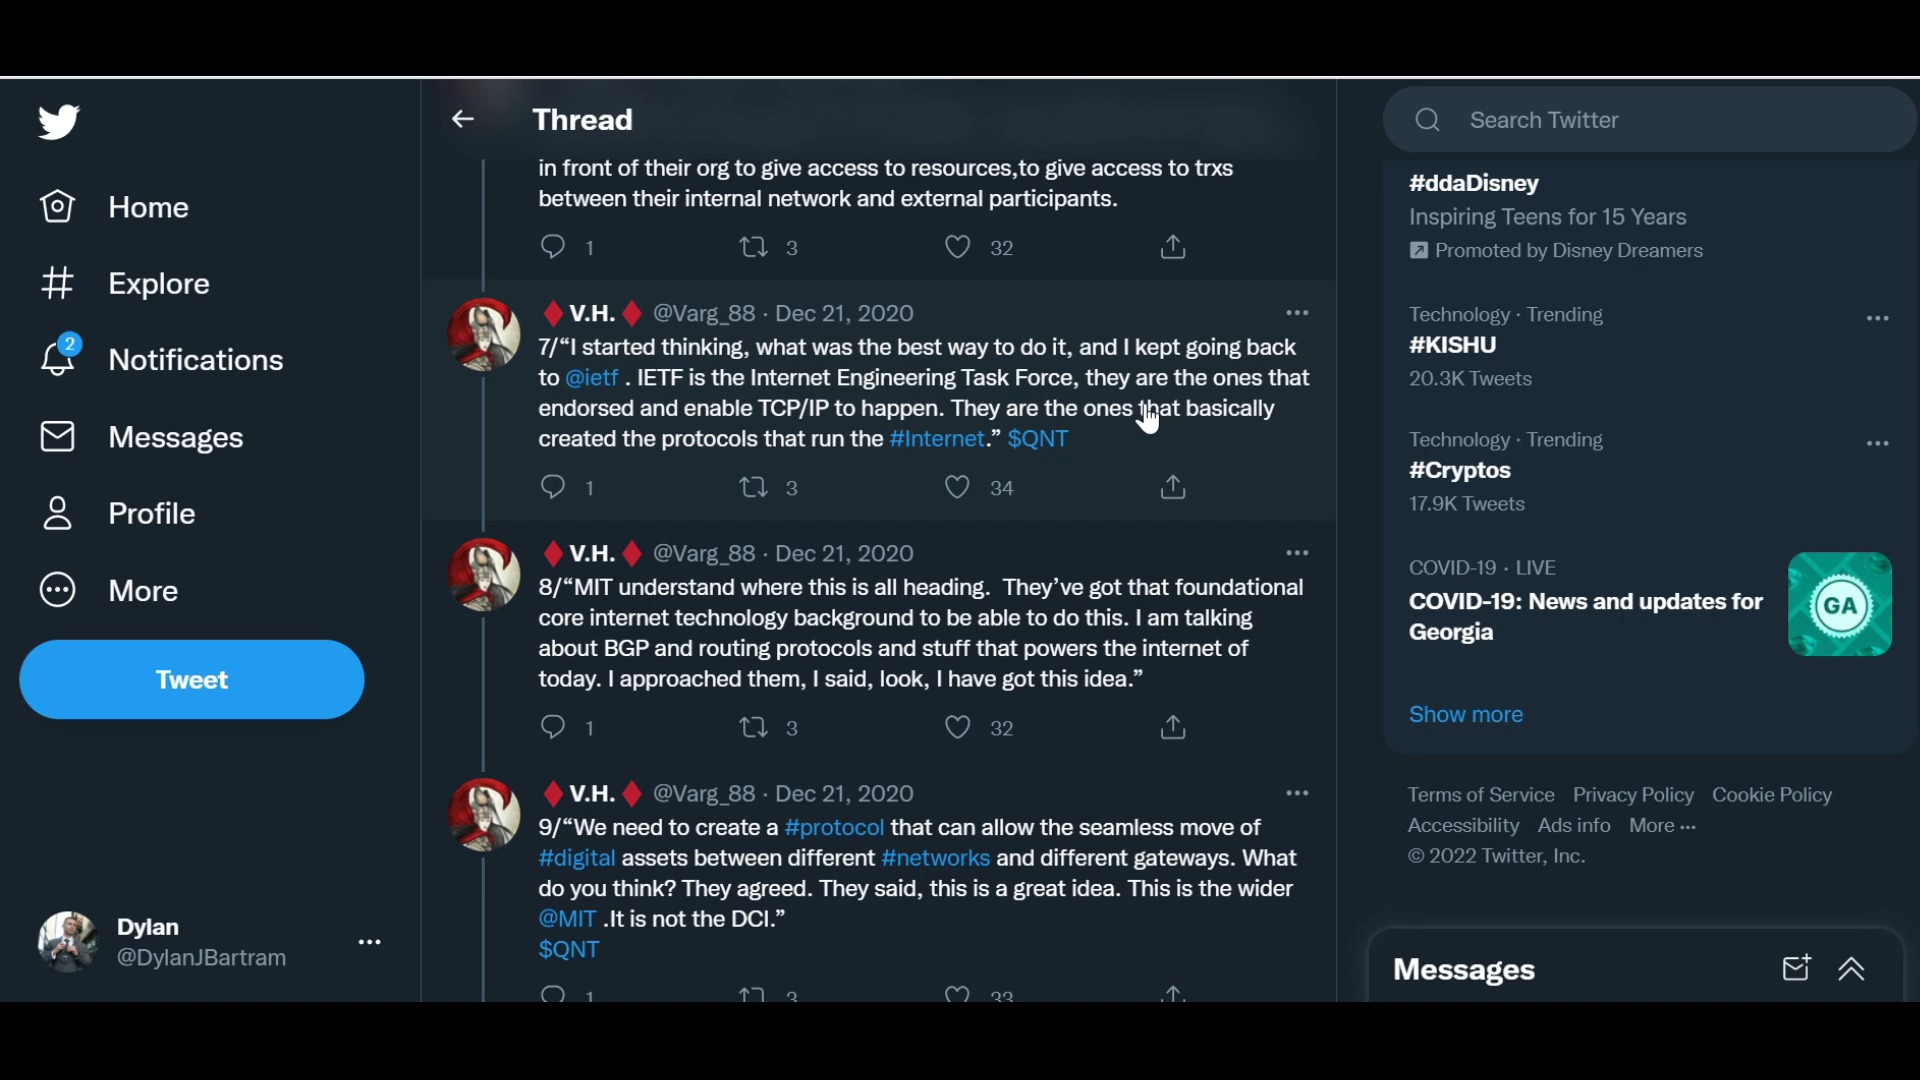 Home
Explore
2
Notifications
Messages
Profile
More
Tweet
Dylan
@DylanJBartram
Thread
in front of their org to give access to resources,to give access to trxs
between their internal network and external participants.
1 3 32
V.H. @Varg_88 · Dec 21, 2020
7/“I started thinking, what was the best way to do it, and I kept going back
to @ietf . IETF is the Internet Engineering Task Force, they are the ones that
endorsed and enable TCP/IP to happen. They are the ones that basically
created the protocols that run the #Internet.” $QNT
1 3 34
V.H. @Varg_88 · Dec 21, 2020
8/“MIT understand where this is all heading.  They’ve got that foundational
core internet technology background to be able to do this. I am talking
about BGP and routing protocols and stuff that powers the internet of
today. I approached them, I said, look, I have got this idea.”
1 3 32
V.H. @Varg_88 · Dec 21, 2020
9/“We need to create a #protocol that can allow the seamless move of
#digital assets between different #networks and different gateways. What
do you think? They agreed. They said, this is a great idea. This is the wider
@MIT .It is not the DCI.”
$QNT
1 3 33
Search Twitter
#ddaDisney
Inspiring Teens for 15 Years
Promoted by Disney Dreamers
Technology · Trending
#KISHU
20.3K Tweets
Technology · Trending
#Cryptos
17.9K Tweets
COVID-19 · LIVE
COVID-19: News and updates for
Georgia
GA
Show more
Terms of Service Privacy Policy Cookie Policy
Accessibility Ads info More ···
© 2022 Twitter, Inc.
Messages